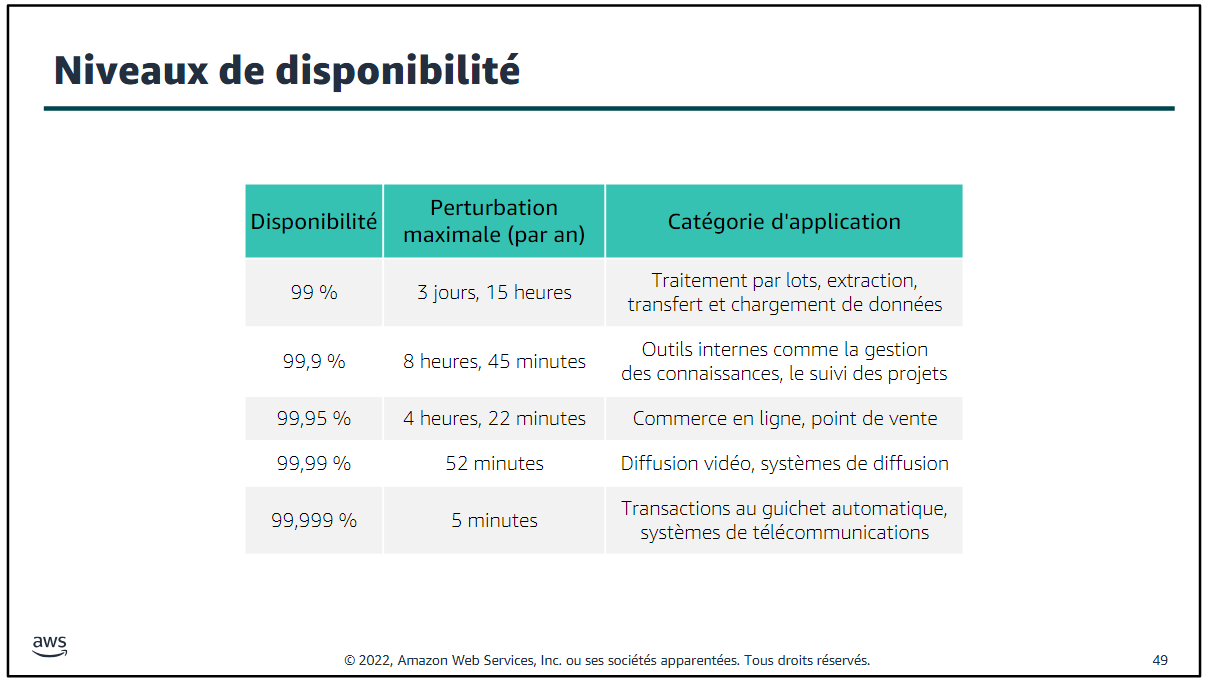 Niveaux de disponibilité
Disponibilité
Perturbation
maximale (par an)
Catégorie d'application
99 %
3 jours, 15 heures
Traitement par lots, extraction,
transfert et chargement de données
99,9 %
8 heures, 45 minutes
Outils internes comme la gestion
des connaissances, le suivi des projets
99,95 %
4 heures, 22 minutes
Commerce en ligne, point de vente
99,99 %
52 minutes
Diffusion vidéo, systèmes de diffusion
99,999 %
5 minutes
Transactions au guichet automatique,
systèmes de télécommunications
aws
© 2022, Amazon Web Services, Inc. ou ses sociétés apparentées. Tous droits réservés.
49